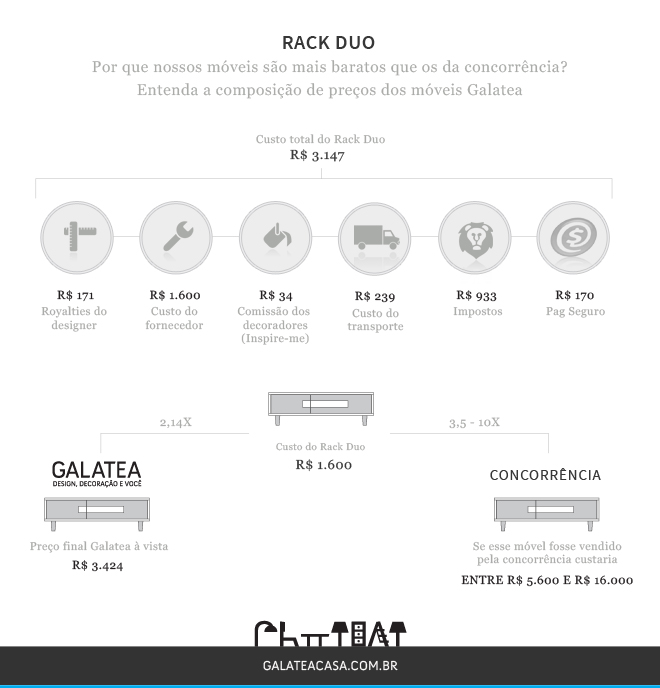 RACK DUO
Por que nossos móveis são mais baratos que os da concorrência?
Entenda a composição de preços dos móveis Galatea
Custo total do Rack Duo
R$ 3.147
R$ 171
Royalties do
designer
R$ 1.600
Custo do
fornecedor
R$ 34
Comissão dos
decoradores
(Inspire-me)
R$ 239
Custo do
transporte
R$ 933
Impostos
R$ 170
Pag Seguro
2,14X
3,5 - 10X
Custo do Rack Duo
R$ 1.600
GALATEA
DESIGN, DECORAÇÃO E VOCÊ
Preço final Galatea à vista
R$ 3.424
CONCORRÊNCIA
Se esse móvel fosse vendido
pela concorrência custaria
ENTRE R$ 5.600 E R$ 16.000
GALATEACASA.COM.BR